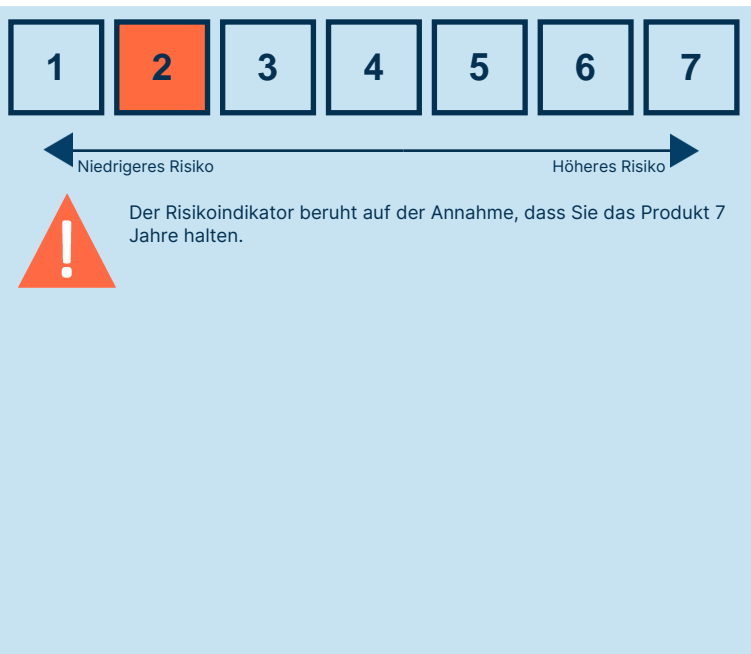 1 2 3 4 5 6 7
Niedrigeres Risiko Höheres Risiko
!
Der Risikoindikator beruht auf der Annahme, dass Sie das Produkt 7
Jahre halten.